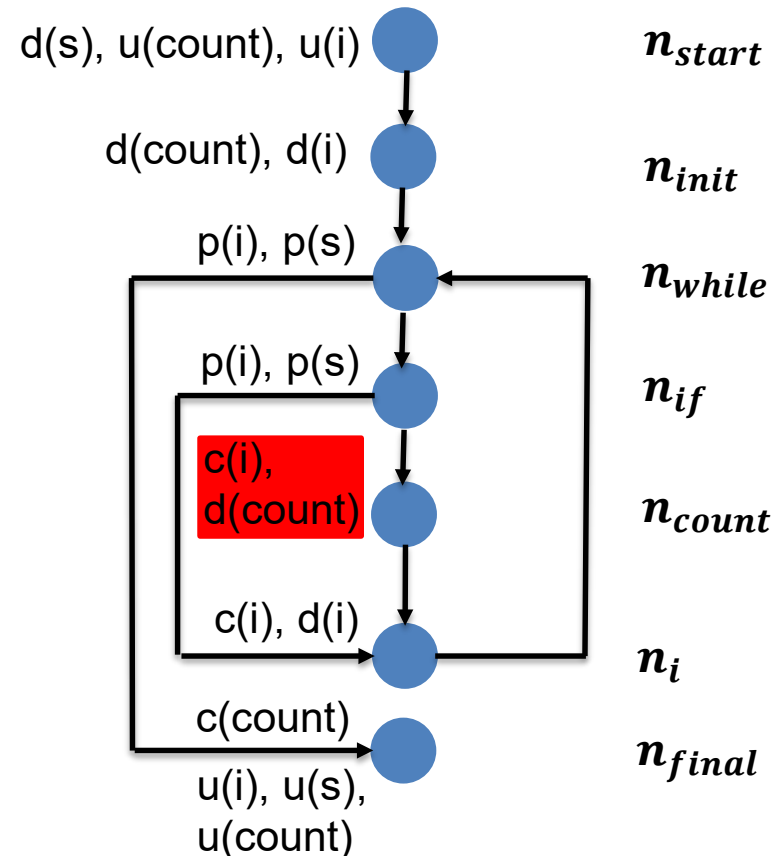 d(s), u(count), u(i) n_start
d(count), d(i) n_init
p(i), p(s) n_while
p(i), p(s) n_if
c(i),
d(count) n_count
c(i), d(i) n_i
c(count) n_final
u(i), u(s),
u(count)